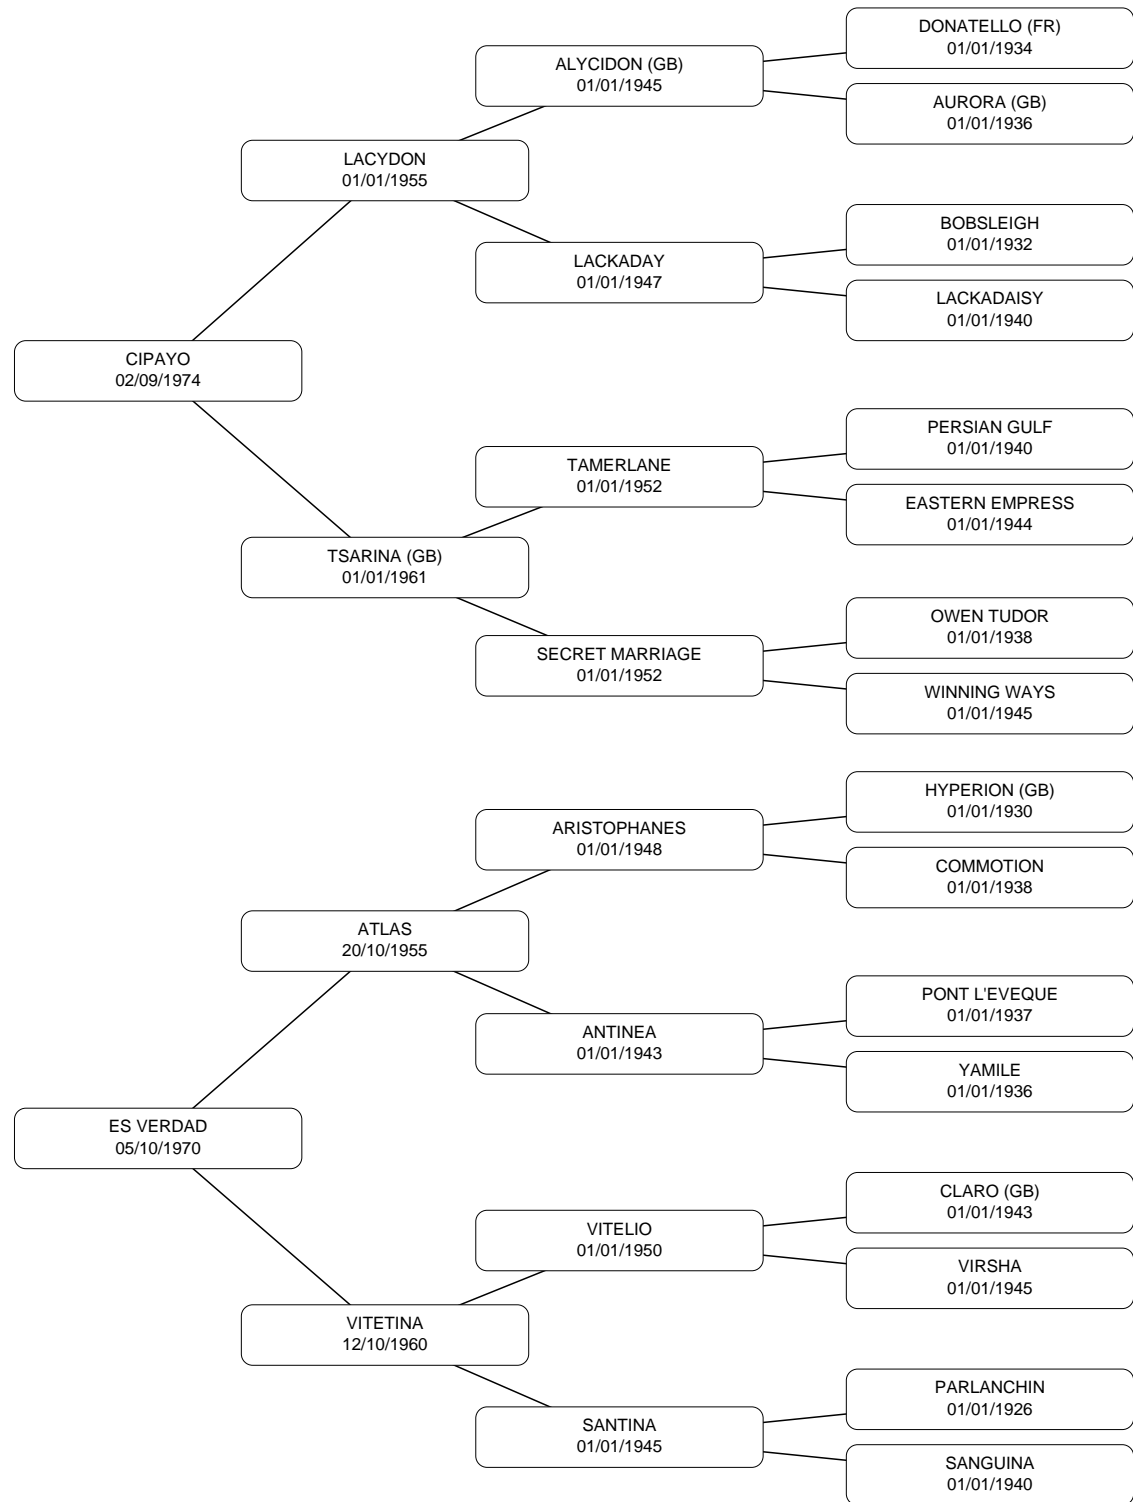 DONATELLO (FR)
01/01/1934
ALYCIDON (GB)
01/01/1945
AURORA (GB)
01/01/1936
LACYDON
01/01/1955
BOBSLEIGH
01/01/1932
LACKADAY
01/01/1947
LACKADAISY
01/01/1940
CIPAYO
02/09/1974
PERSIAN GULF
01/01/1940
TAMERLANE
01/01/1952
EASTERN EMPRESS
01/01/1944
TSARINA (GB)
01/01/1961
OWEN TUDOR
01/01/1938
SECRET MARRIAGE
01/01/1952
WINNING WAYS
01/01/1945
HYPERION (GB)
01/01/1930
ARISTOPHANES
01/01/1948
COMMOTION
01/01/1938
ATLAS
20/10/1955
PONT L'EVEQUE
01/01/1937
ANTINEA
01/01/1943
YAMILE
01/01/1936
ES VERDAD
05/10/1970
CLARO (GB)
01/01/1943
VITELIO
01/01/1950
VIRSHA
01/01/1945
VITETINA
12/10/1960
PARLANCHIN
01/01/1926
SANTINA
01/01/1945
SANGUINA
01/01/1940